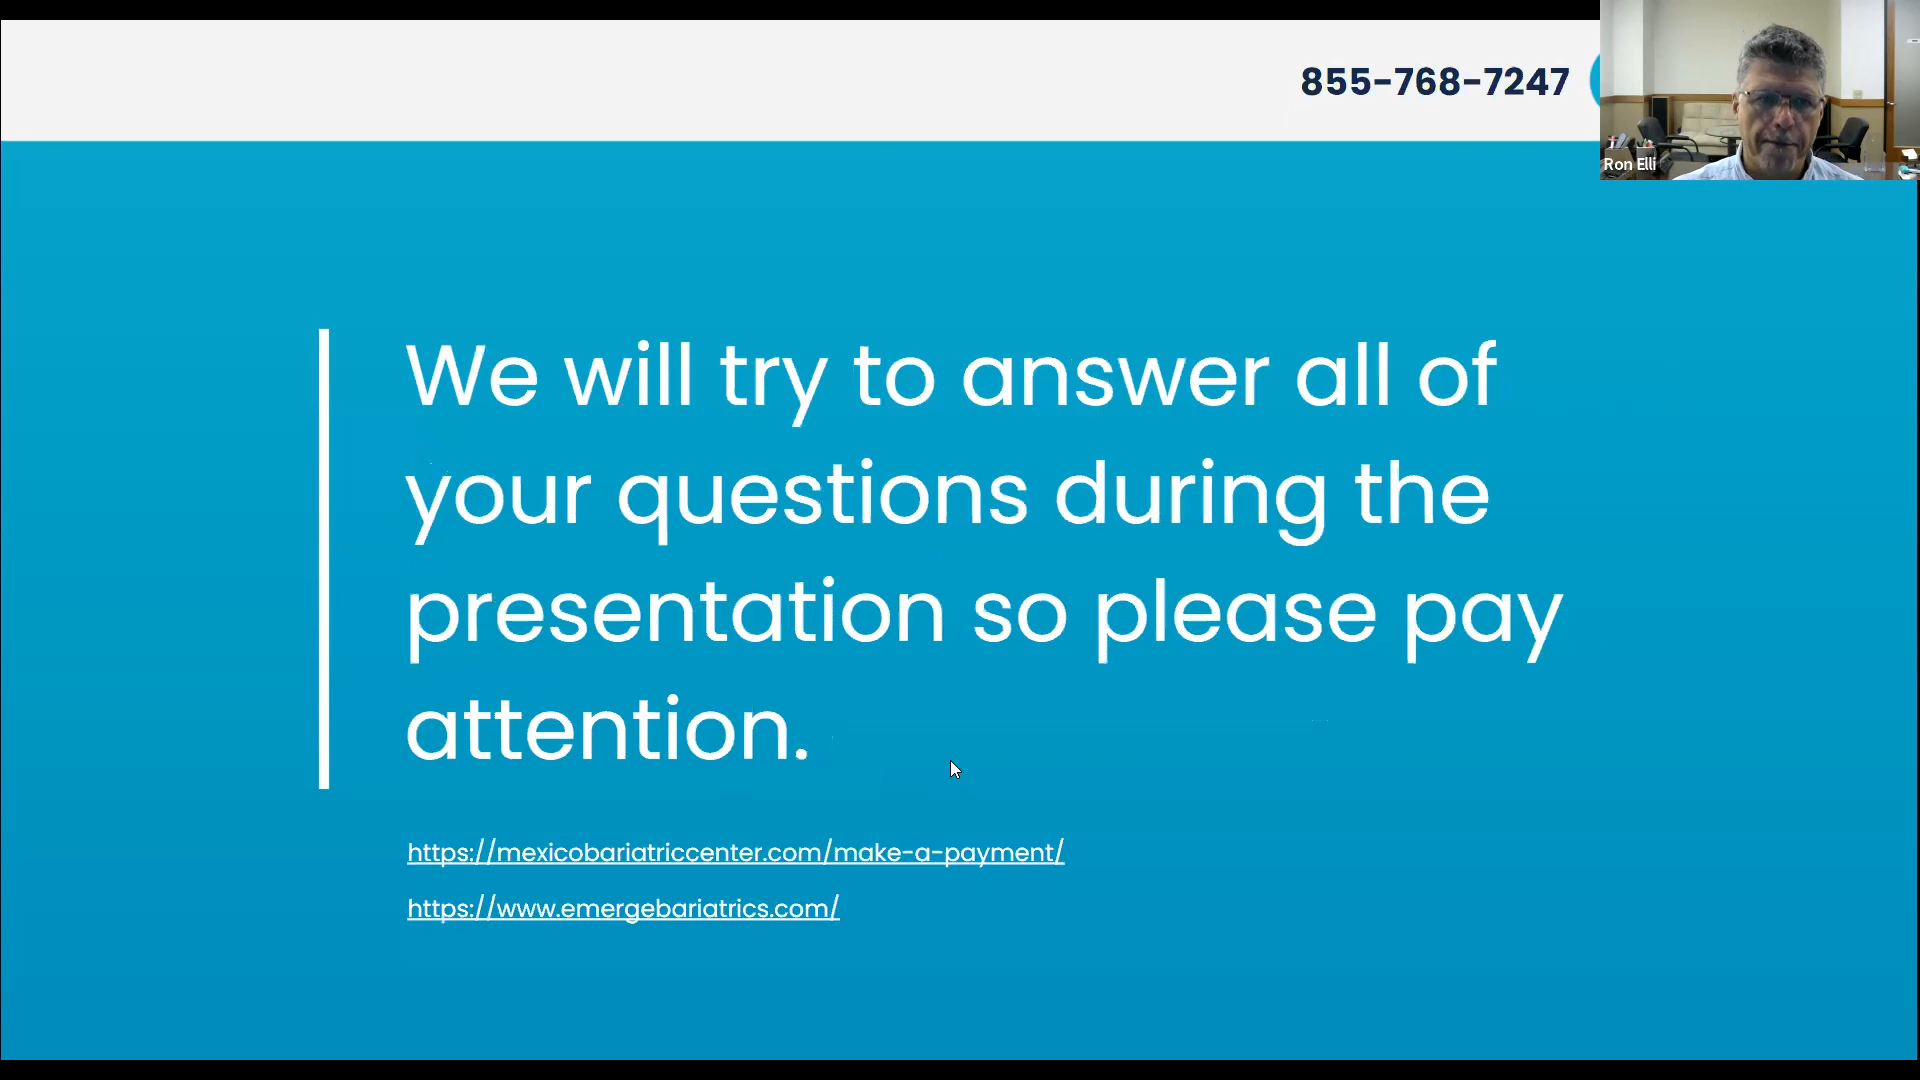 855-768-7247
Ron Elli
We will try to answer all of
your questions during the
presentation so please pay
attention.
https://mexicobariatriccenter.com/make-a-payment/
https://www.emergebariatrics.com/